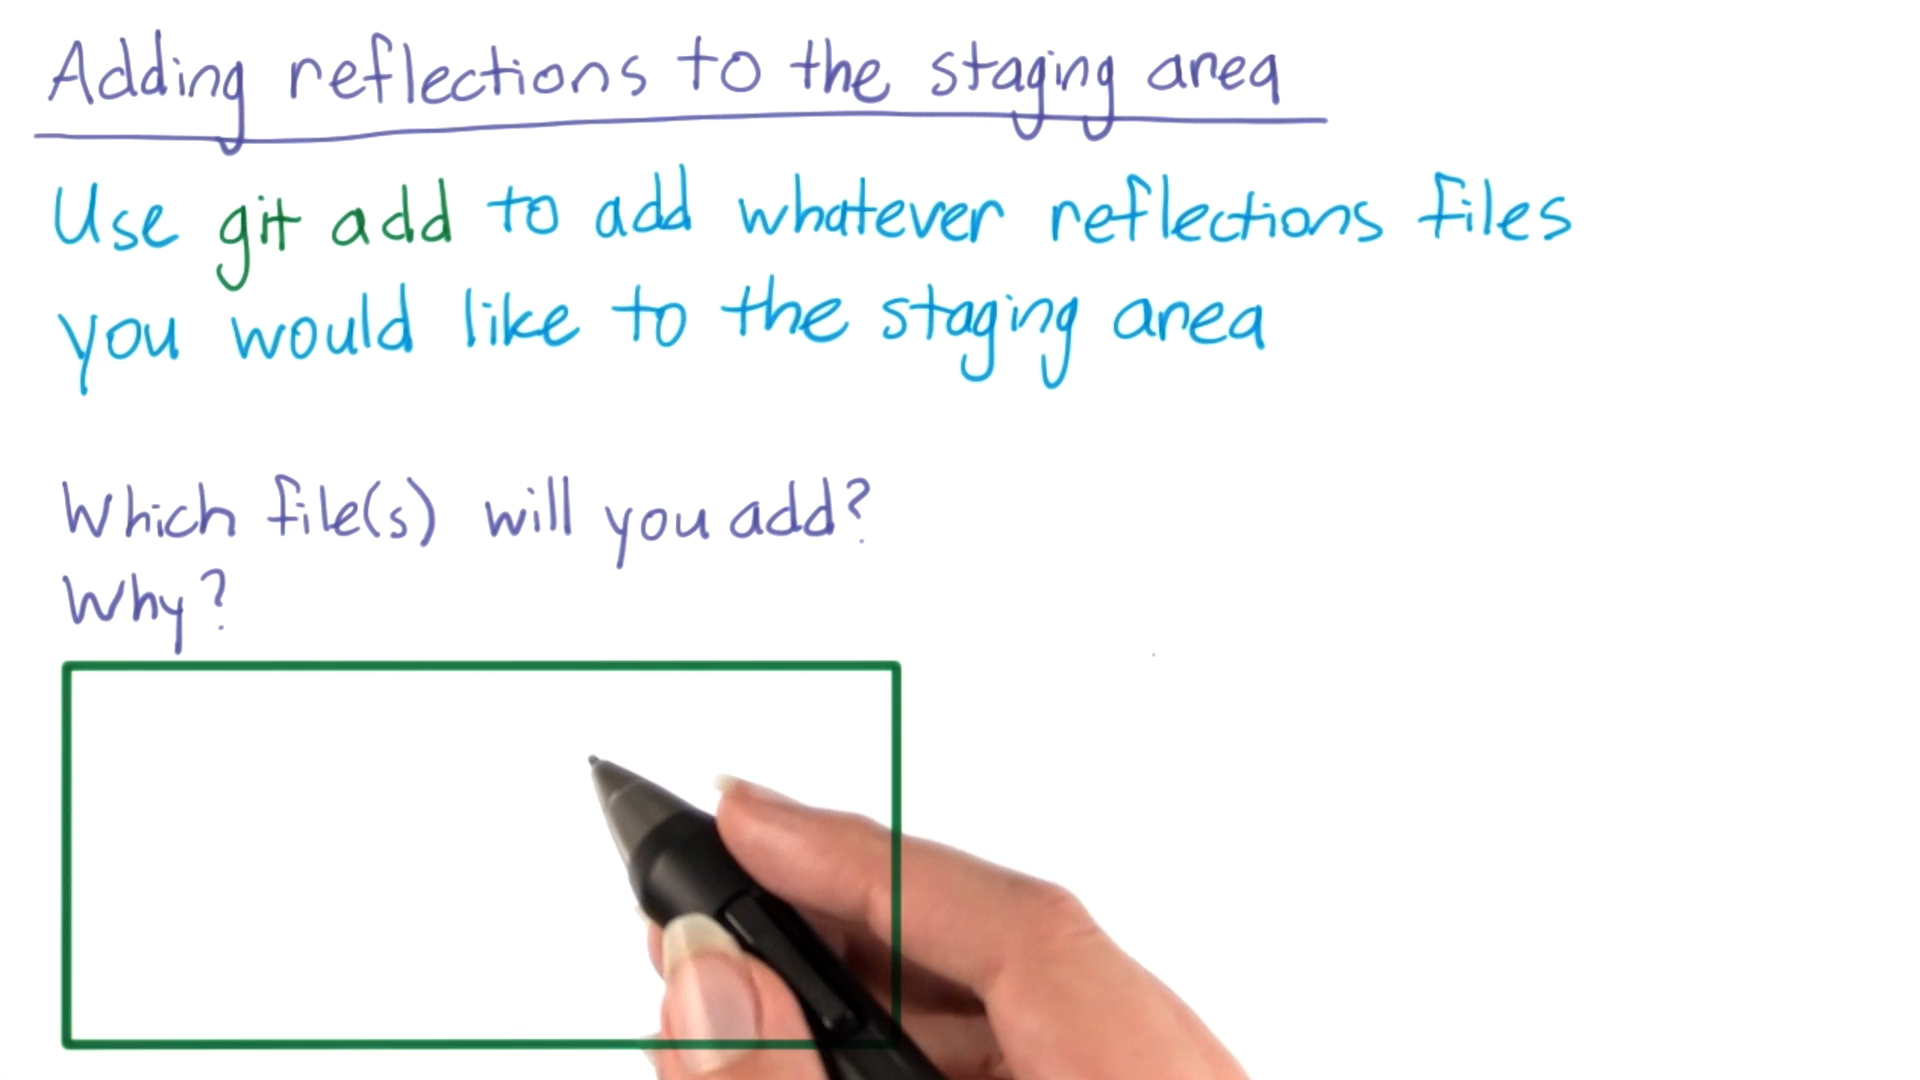 Adding reflections to the staging area
Use git add to add whatever reflections files
you would like to the staging area
Which file(s) will you add?
Why?